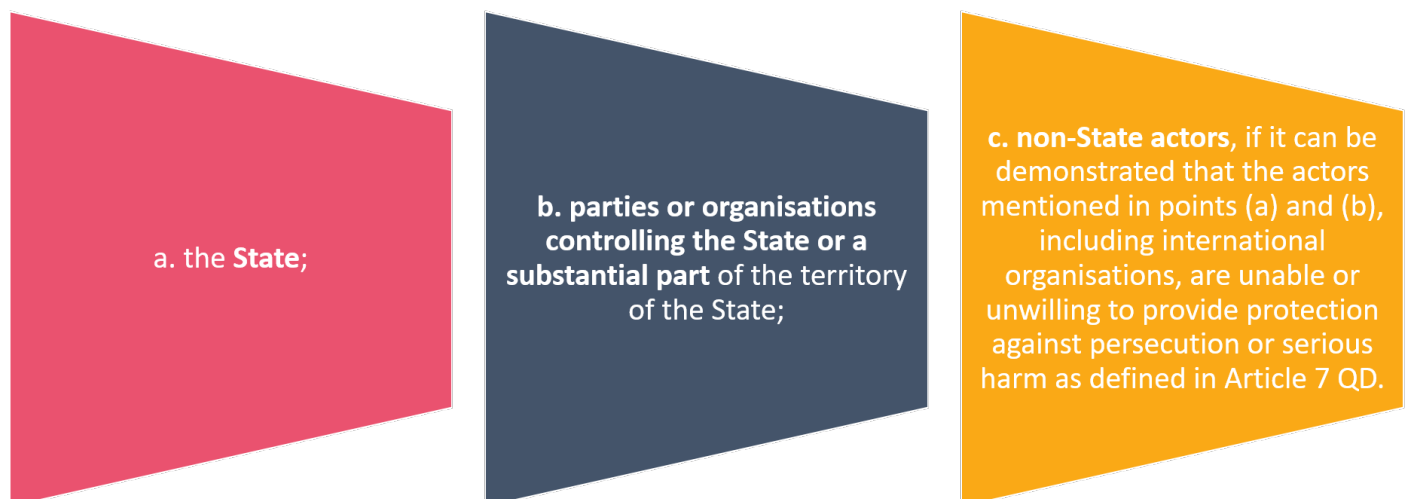 a. the State;
b. parties or organisations
controlling the State or a
substantial part of the territory
of the State;
c. non-State actors, if it can be
demonstrated that the actors
mentioned in points (a) and (b),
including international
organisations, are unable or
unwilling to provide protection
against persecution or serious
harm as defined in Article 7 QD.